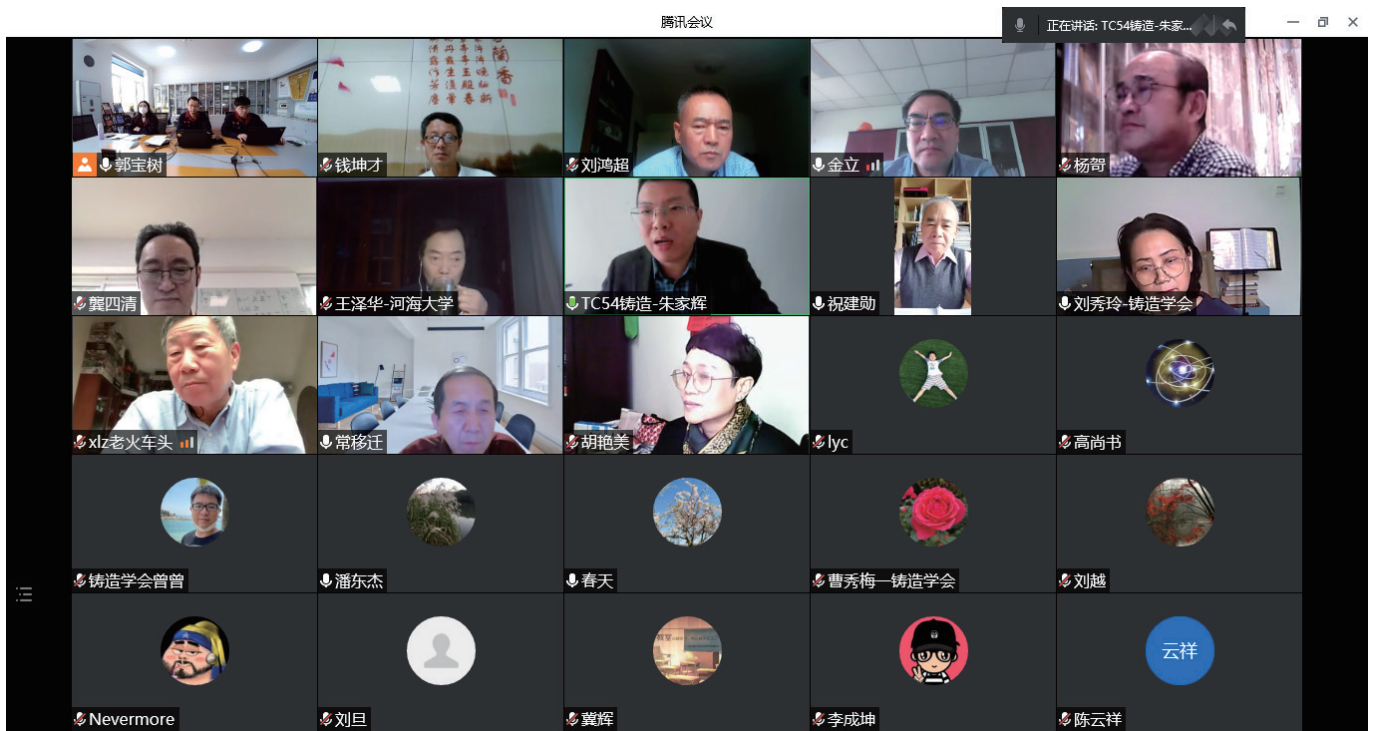 腾讯会议
正在讲话: TC54铸造-朱家...
郭宝树
钱坤才
刘鸿超
金立
杨智
龔四清
王泽华-河海大学
TC54铸造-朱家辉
祝建勋
刘秀玲-铸造学会
xlz老火车头
常移迁
胡艳美
lyc
高尚书
铸造学会曾曾
潘东杰
春天
曹秀梅—铸造学会
刘越
Nevermore
刘旦
冀辉
李成坤
云祥
陈云祥